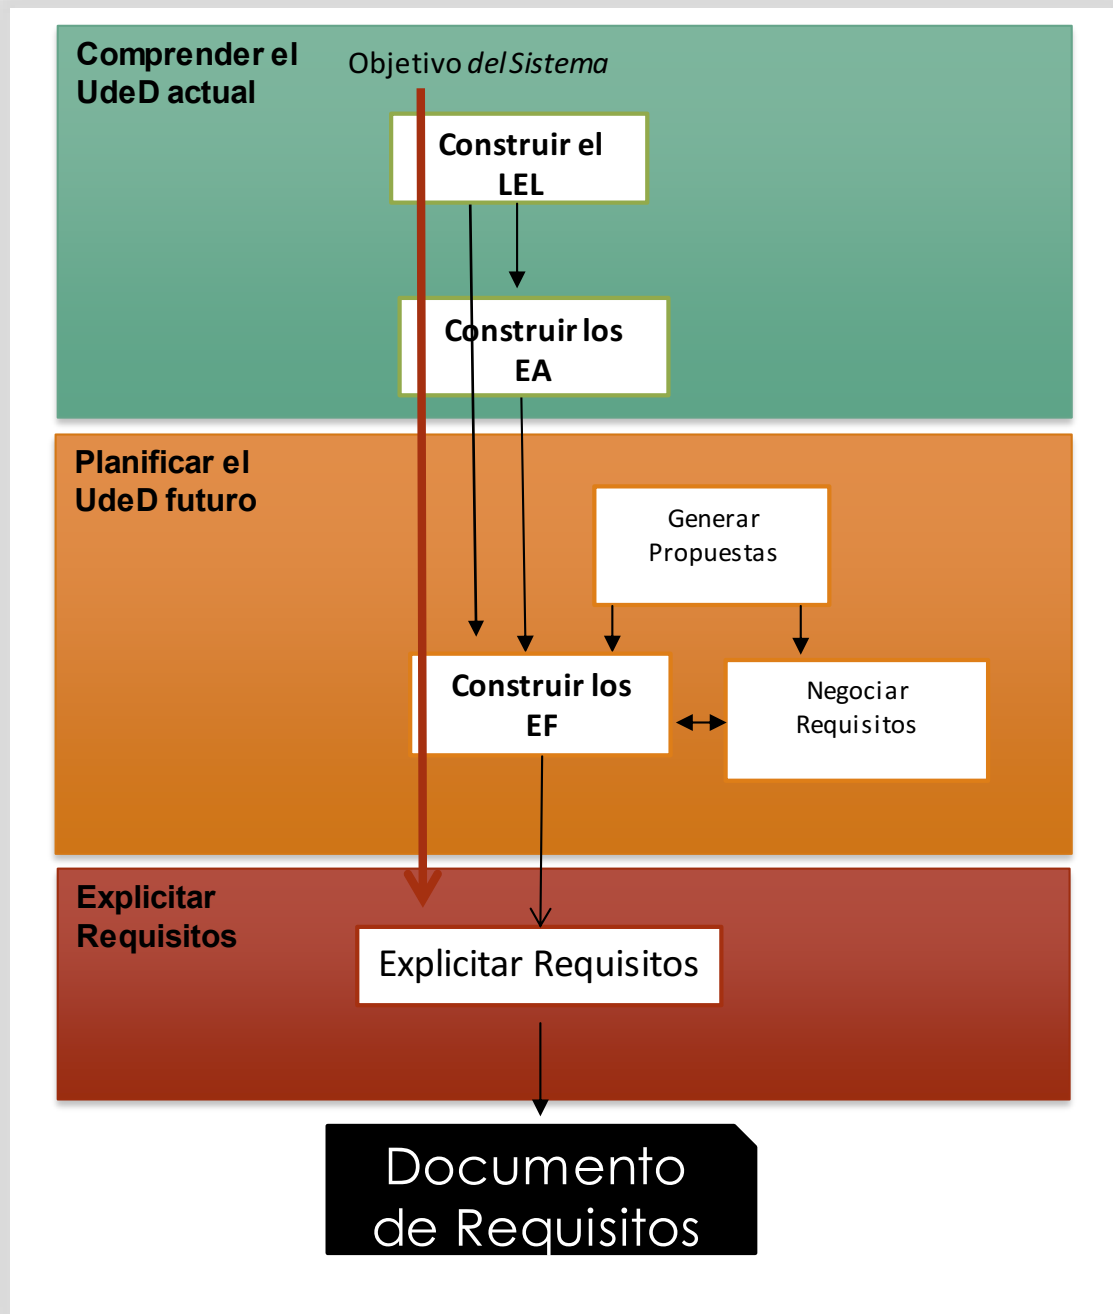 Comprender el
UdeD actual
Objetivo del Sistema
Construir el
LEL
Construir los
EA
Planificar el
UdeD futuro
Generar
Propuestas
Construir los
EF
Negociar
Requisitos
Explicitar
Requisitos
Explicitar Requisitos
Documento
de Requisitos